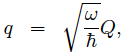 q = √(ω/ħ) Q,